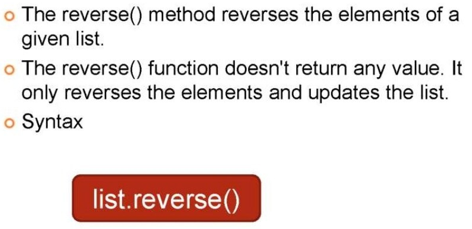 The reverse() method reverses the elements of a
given list.
The reverse() function doesn't return any value. It
only reverses the elements and updates the list.
Syntax
list.reverse()